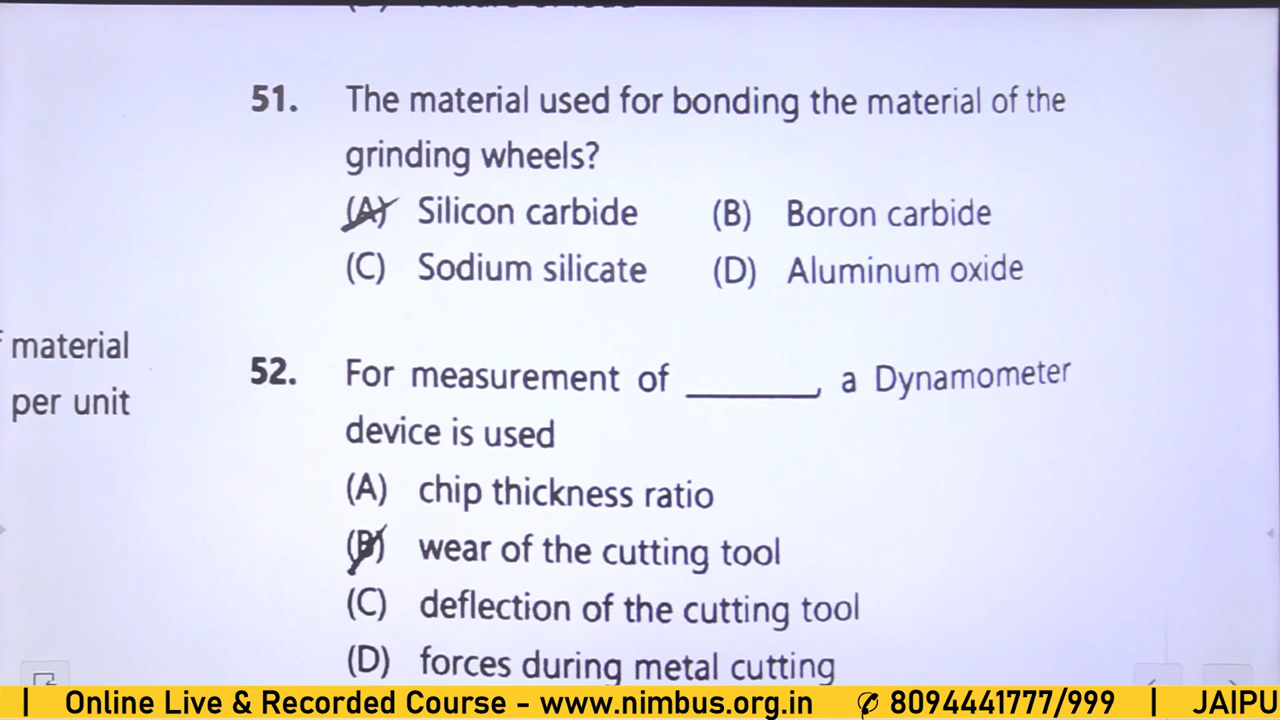 51. The material used for bonding the material of the
grinding wheels?
(A) Silicon carbide (B) Boron carbide
(C) Sodium silicate (D) Aluminum oxide
material
per unit
52. For measurement of ________, a Dynamometer
device is used
(A) chip thickness ratio
(B) wear of the cutting tool
(C) deflection of the cutting tool
(D) forces during metal cutting
| Online Live & Recorded Course - www.nimbus.org.in ✆ 8094441777/999 | JAIPU